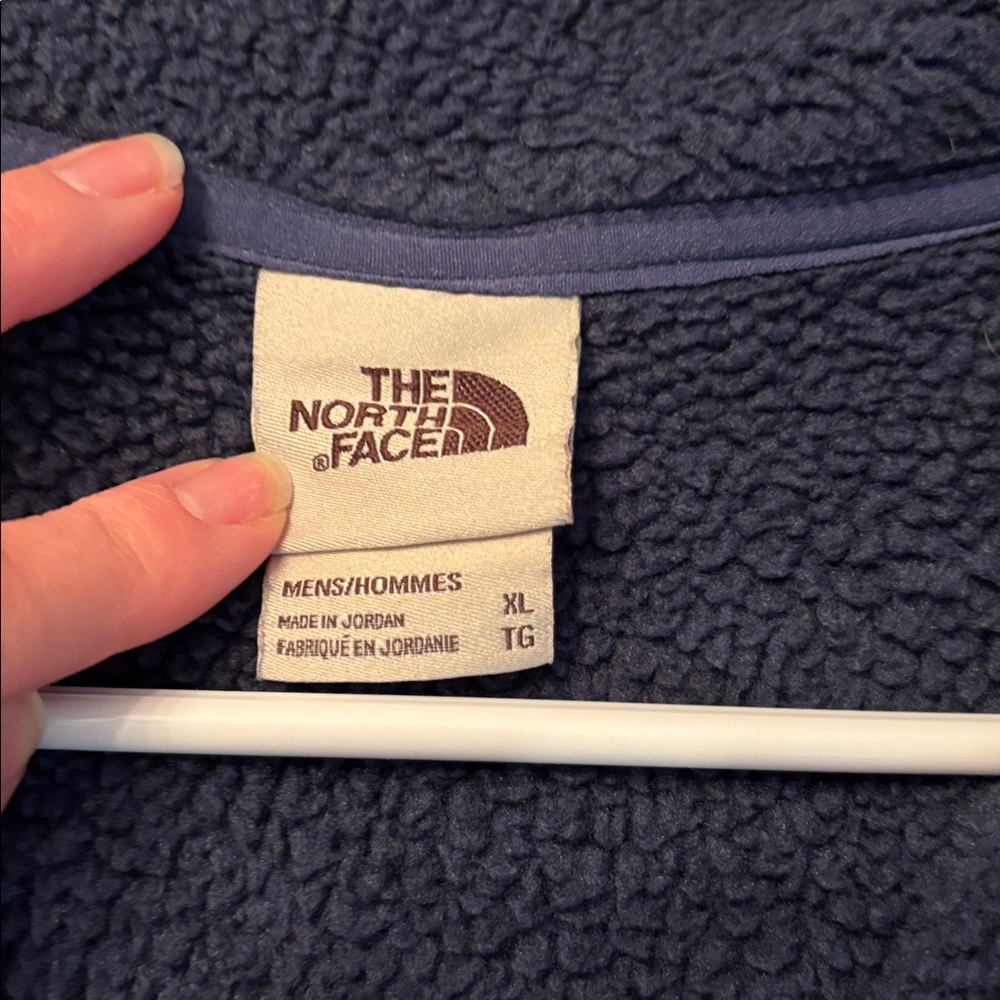 THE
NORTH
®FACE
MENS/HOMMES
MADE IN JORDAN
FABRIQUÉ EN JORDANIE
XL
TG